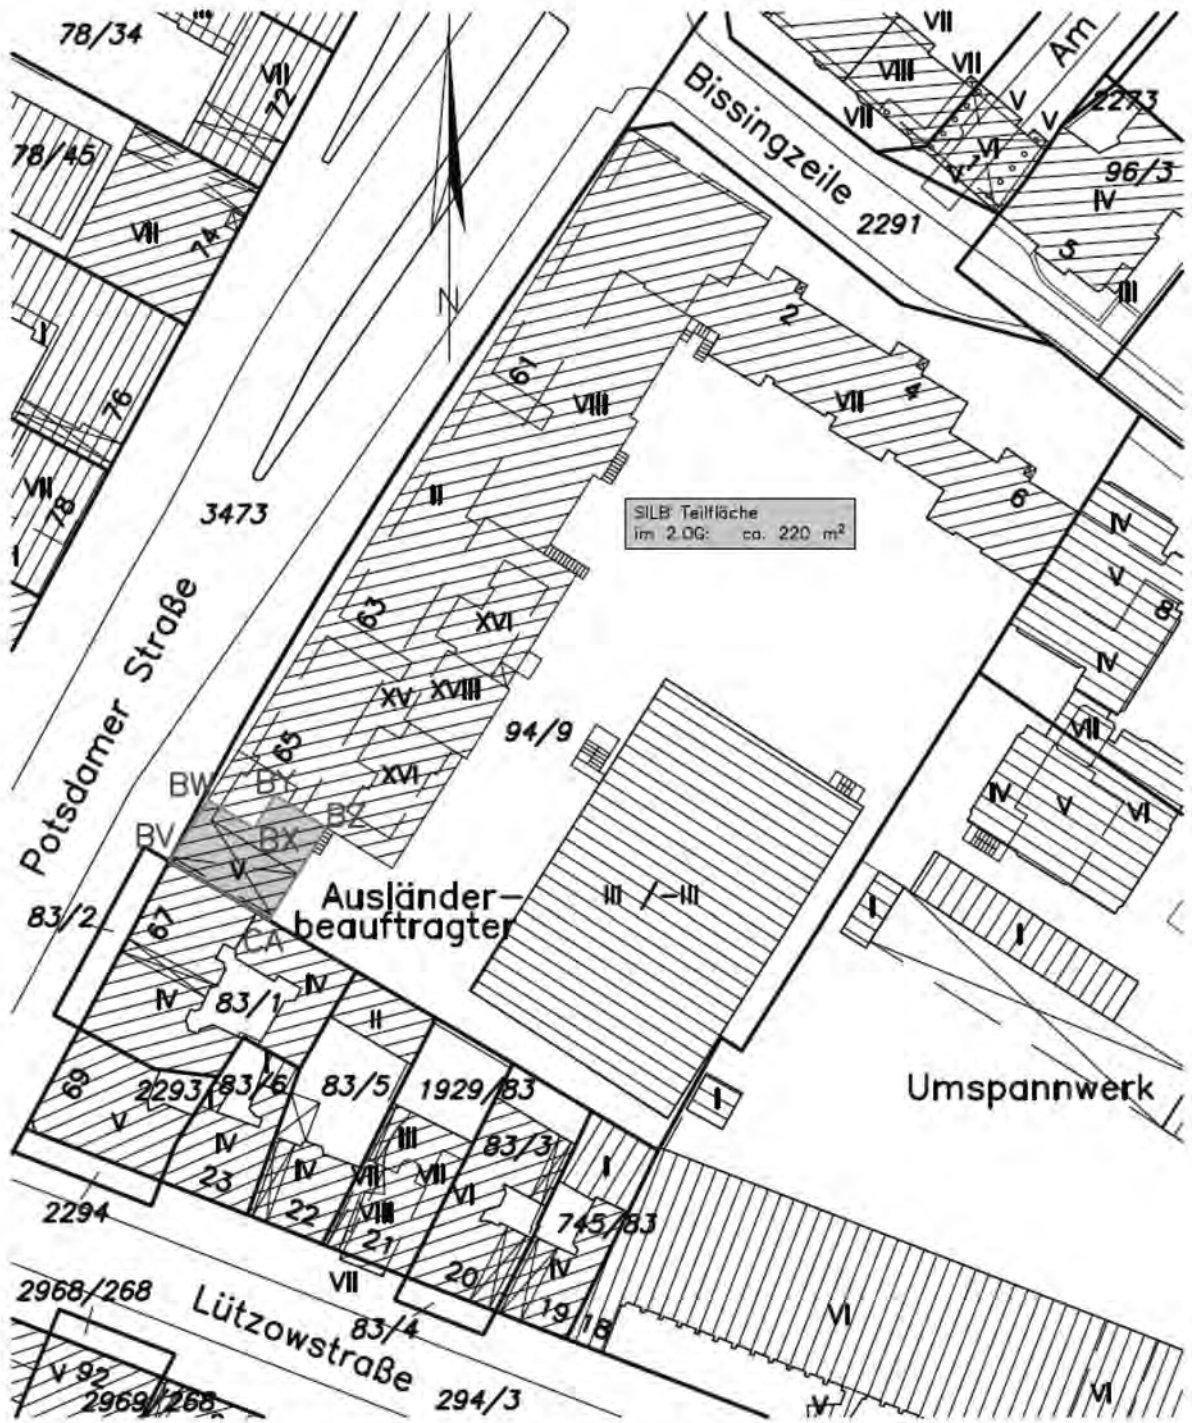 78/34
VII
72
78/45
VII
74
I
76
VII
78
I
VII
VIII
VII
VII
V
V
VI
V
Am
2273
96/3
IV
5
III
Bissingzeile
2291
N
2
4
VII
6
61
VIII
II
3473
SILB Teilfläche
im 2.OG: ca. 220 m²
63
XVI
XV
XVIII
65
XVI
94/9
IV
V
8
IV
VII
IV
V
VI
Potsdamer Straße
BW
BY
BV
BX
BZ
V
CA
Ausländer-
beauftragter
III /-III
I
I
83/2
67
IV
83/1
IV
II
69
2293
83/6
83/5
1929/83
I
Umspannwerk
V
IV
23
IV
22
III
VII
VII
VIII
21
VI
83/3
20
I
745/83
IV
19
18
2294
VII
83/4
2968/268
Lützowstraße
V 92
2969/268
294/3
VI
V
VI